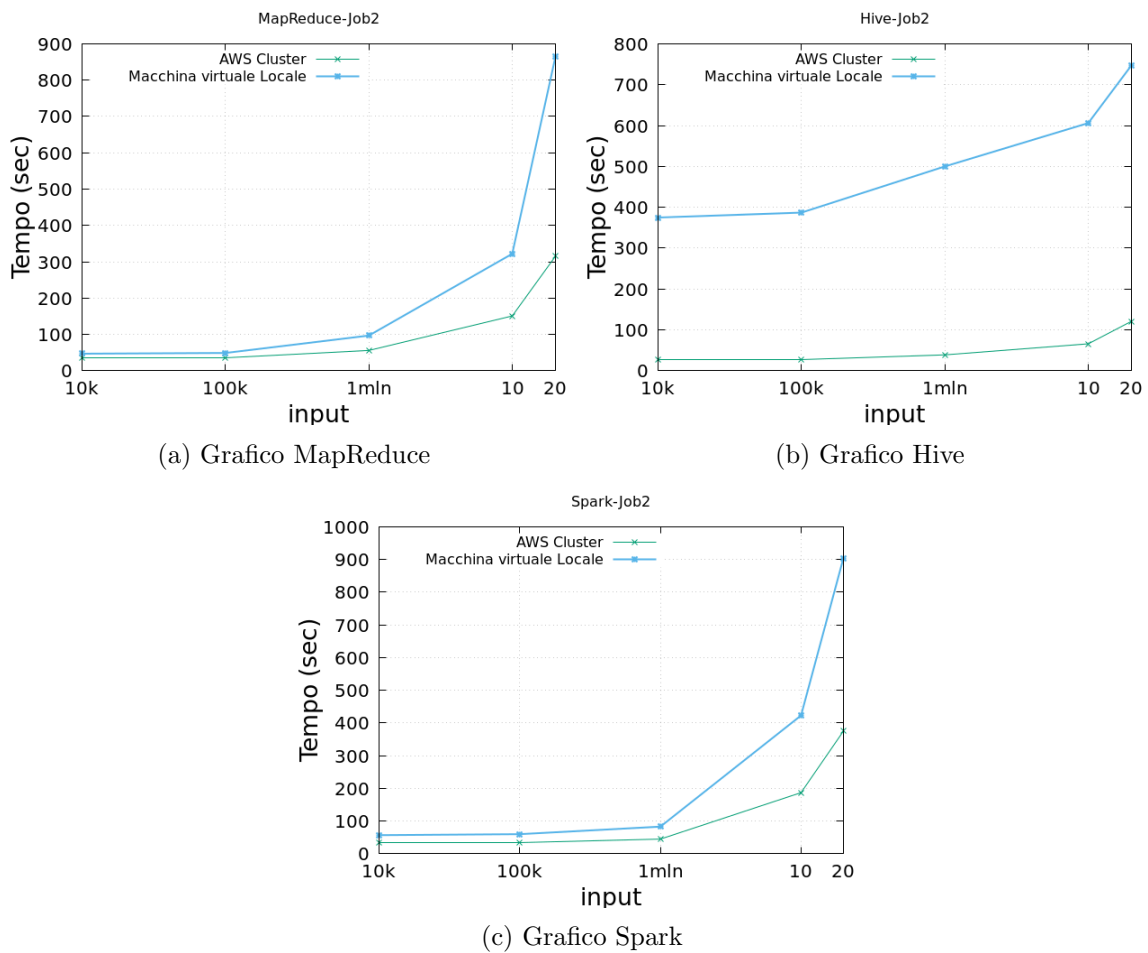 MapReduce-Job2
900
800
700
600
500
400
300
200
100
0
Tempo (sec)
AWS Cluster
Macchina virtuale Locale
10k 100k 1mln 10 20
input
(a) Grafico MapReduce
Hive-Job2
800
700
600
500
400
300
200
100
0
Tempo (sec)
AWS Cluster
Macchina virtuale Locale
10k 100k 1mln 10 20
input
(b) Grafico Hive
Spark-Job2
1000
900
800
700
600
500
400
300
200
100
0
Tempo (sec)
AWS Cluster
Macchina virtuale Locale
10k 100k 1mln 10 20
input
(c) Grafico Spark